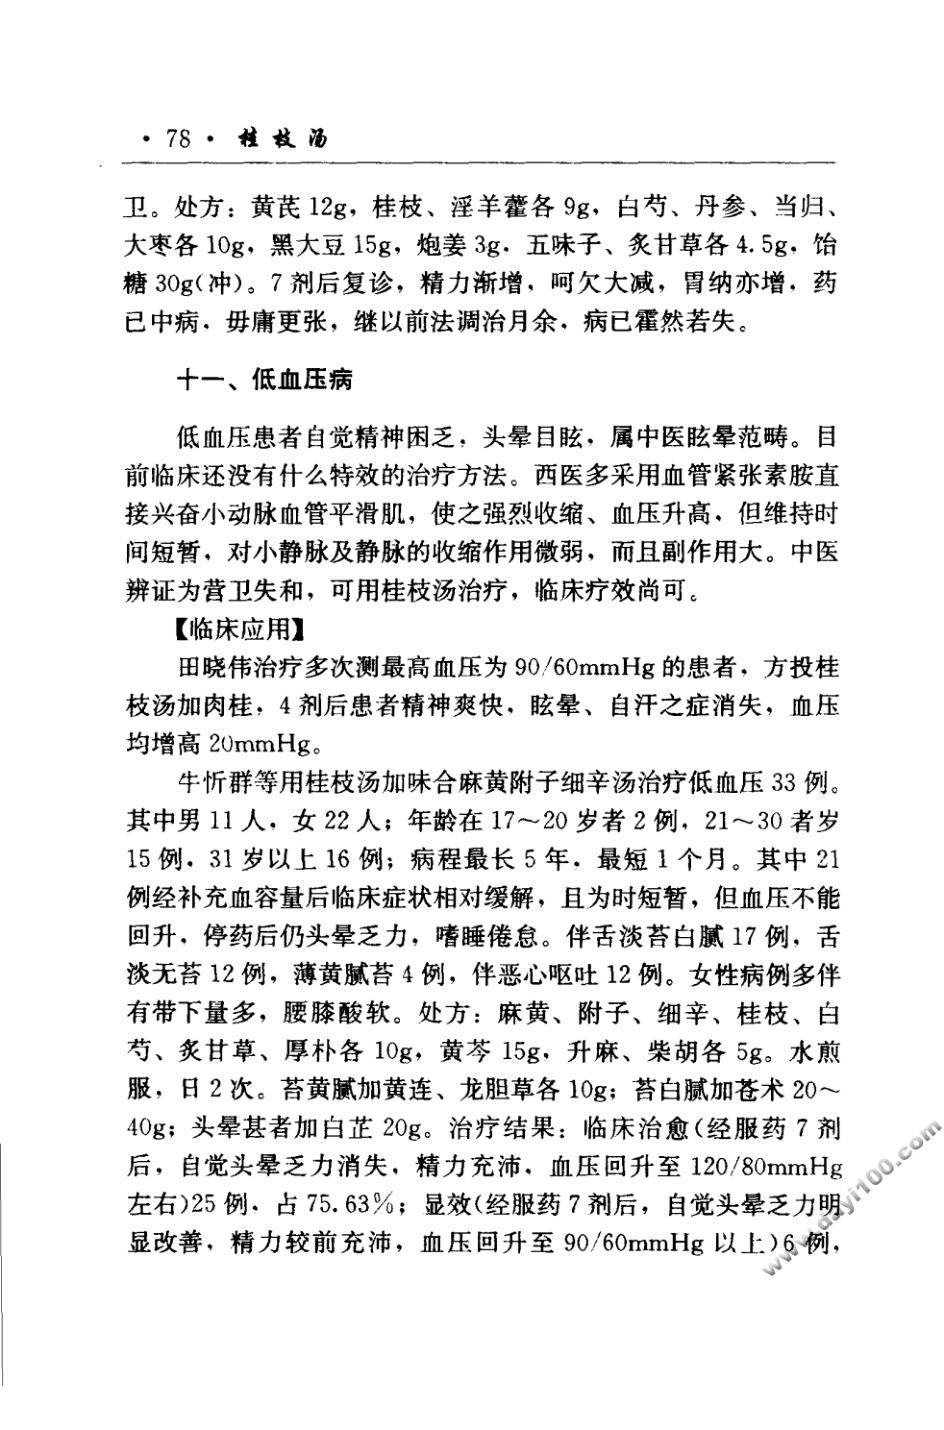 · 78 · 桂枝汤
卫。处方：黄芪 12g，桂枝、淫羊藿各 9g，白芍、丹参、当归、
大枣各 10g，黑大豆 15g，炮姜 3g．五味子、炙甘草各 4.5g，饴
糖 30g(冲)。7 剂后复诊，精力渐增，呵欠大减，胃纳亦增，药
已中病．毋庸更张，继以前法调治月余．病已霍然若失。
十一、低血压病
低血压患者自觉精神困乏，头晕目眩，属中医眩晕范畴。目
前临床还没有什么特效的治疗方法。西医多采用血管紧张素胺直
接兴奋小动脉血管平滑肌，使之强烈收缩、血压升高．但维持时
间短暂，对小静脉及静脉的收缩作用微弱，而且副作用大。中医
辨证为营卫失和，可用桂枝汤治疗，临床疗效尚可。
【临床应用】
田晓伟治疗多次测最高血压为 90/60mmHg 的患者，方投桂
枝汤加肉桂，4 剂后患者精神爽快．眩晕、自汗之症消失，血压
均增高 20mmHg。
牛忻群等用桂枝汤加味合麻黄附子细辛汤治疗低血压 33 例。
其中男 11 人，女 22 人；年龄在 17～20 岁者 2 例，21～30 者岁
15 例．31 岁以上 16 例；病程最长 5 年．最短 1 个月。其中 21
例经补充血容量后临床症状相对缓解，且为时短暂，但血压不能
回升．停药后仍头晕乏力，嗜睡倦怠。伴舌淡苔白腻 17 例，舌
淡无苔 12 例，薄黄腻苔 4 例，伴恶心呕吐 12 例。女性病例多伴
有带下量多，腰膝酸软。处方：麻黄、附子、细辛、桂枝、白
芍、炙甘草、厚朴各 10g，黄芩 15g．升麻、柴胡各 5g。水煎
服，日 2 次。苔黄腻加黄连、龙胆草各 10g；苔白腻加苍术 20～
40g；头晕甚者加白芷 20g。治疗结果：临床治愈(经服药 7 剂
后，自觉头晕乏力消失，精力充沛．血压回升至 120/80mmHg
左右)25 例．占 75.63%；显效(经服药 7 剂后，自觉头晕乏力明
显改善，精力较前充沛，血压回升至 90/60mmHg 以上)6 例，
www.dayi100.com